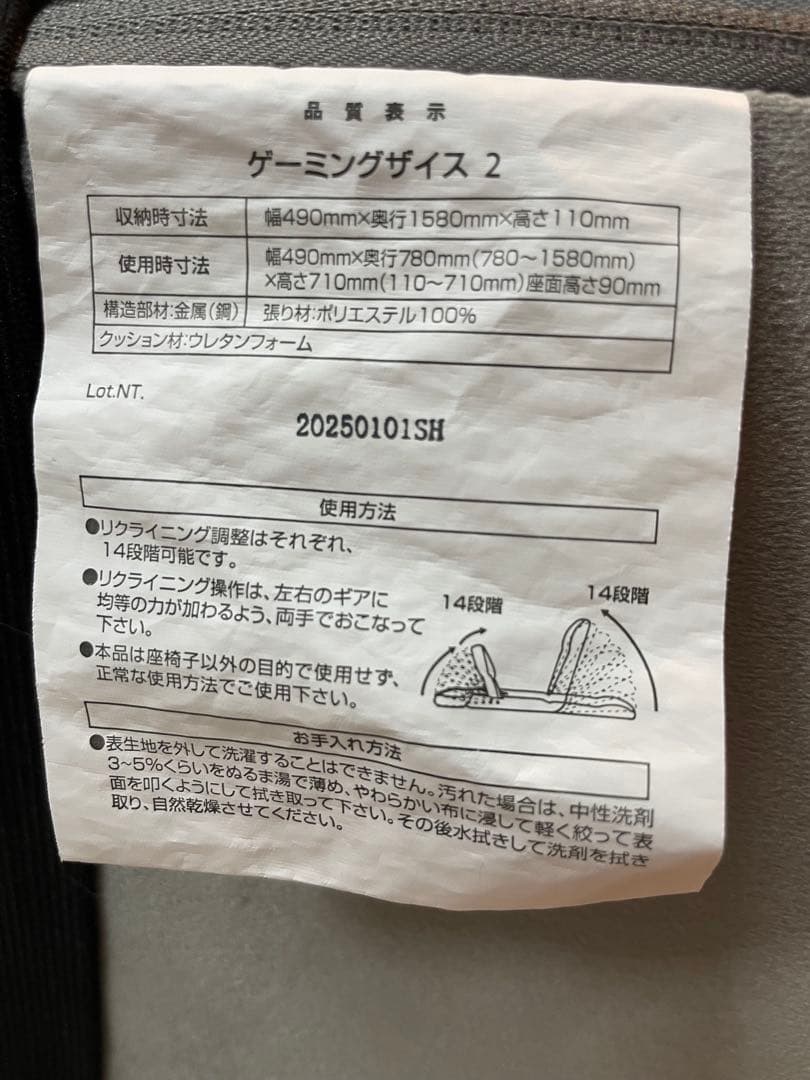 品質表示
ゲーミングザイス 2
収納時寸法 幅490mm×奥行1580mm×高さ110mm
使用時寸法 幅490mm×奥行780mm(780～1580mm)
×高さ710mm(110～710mm)座面高さ90mm
構造部材:金属(鋼) 張り材:ポリエステル100%
クッション材:ウレタンフォーム
Lot.NT.
20250101SH
使用方法
●リクライニング調整はそれぞれ、
14段階可能です。
●リクライニング操作は、左右のギアに
均等の力が加わるよう、両手でおこなって
下さい。
●本品は座椅子以外の目的で使用せず、
正常な使用方法でご使用下さい。
14段階
14段階
お手入れ方法
●表生地を外して洗濯することはできません。汚れた場合は、中性洗剤
3~5%くらいをぬるま湯で薄め、やわらかい布に浸して軽く絞って表
面を叩くようにして拭き取って下さい。その後水拭きして洗剤を拭き
取り、自然乾燥させてください。